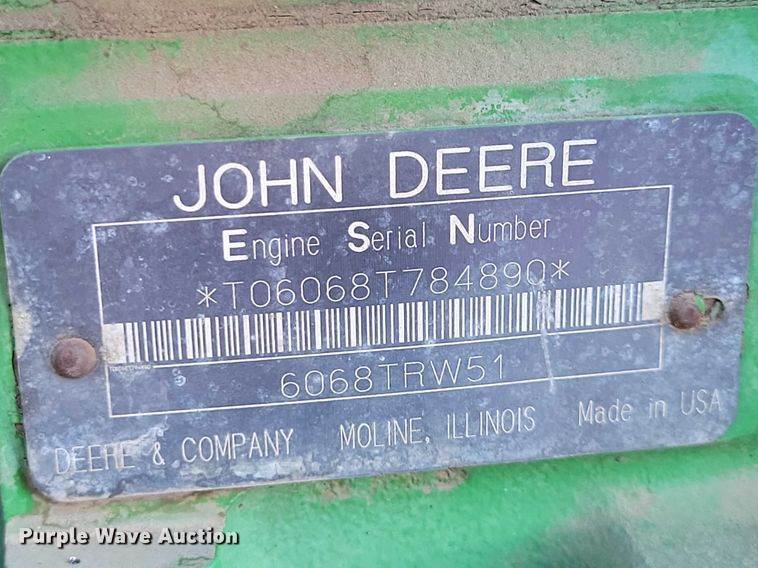 JOHN DEERE
Engine Serial Number
*T06068T784890*
6068TRW51
DEERE & COMPANY MOLINE, ILLINOIS Made in USA
Purple Wave Auction